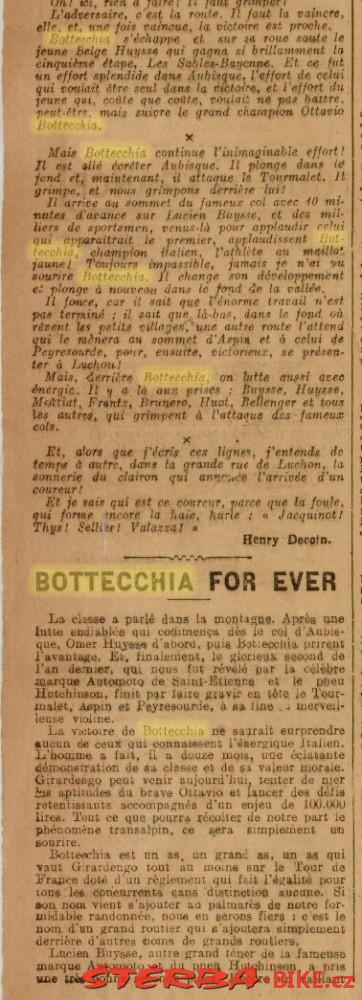 Oh! ici, rien à faire! Il faut grimper!
L'adversaire, c'est la route. Il faut la vaincre,
elle, et, une fois vaincue, la victoire est proche.
Bottecchia s'échappe et sur sa roue saute le
jeune Belge Huysse qui gagna si brillamment la
cinquième étape, Les Sables-Bayonne. Et ce fut
un effort splendide dans Aubisque, l'effort de celui
qui voulait être seul dans la victoire, et l'effort du
jeune qui, coûte que coûte, voulait ne pas battre,
peut-être, mais suivre le grand champion Ottavio
Bottecchia.
×
Mais Bottecchia continue l'inimaginable effort!
Il est allé écrêter Aubisque. Il plonge dans le
fond et, maintenant, il attaque le Tourmalet. Il
grimpe, et nous grimpons derrière lui!
Il arrive au sommet du fameux col avec 10 mi-
nutes d'avance sur Lucien Buysse, et des mil-
liers de sportsmen, venus-là pour applaudir celui
qui apparaîtrait le premier, applaudissent Bot-
tecchia, champion italien, l'athlète au maillot
jaune! Toujours impassible, jamais je n'ai vu
sourire Bottecchia. Il change son développement
et plonge à nouveau dans le fond de la vallée.
Il fonce, car il sait que l'énorme travail n'est
pas terminé ; il sait que, là-bas, dans le fond où
rêvent les petits villages, une autre route l'attend
qui le mènera au sommet d'Aspin et à celui de
Peyresourde, pour, ensuite, victorieux, se présen-
ter à Luchon!
Mais, derrière Bottecchia, on lutte aussi avec
énergie. Il y a là aux prises : Buysse, Huysse,
Mottiat, Frantz, Brunero, Huot, Bellenger et tous
les autres, qui grimpent à l'attaque des fameux
cols.
×
Et, alors que j'écris ces lignes, j'entends de
temps à autre, dans la grande rue de Luchon, la
sonnerie du clairon qui annonce l'arrivée d'un
coureur!
Et je sais qui est ce coureur, parce que la foule,
qui forme encore la haie, hurle : « Jacquinot!
Thys! Sellier! Valazza! »
Henry Decoin.
BOTTECCHIA FOR EVER
La classe a parlé dans la montagne. Après une
lutte endiablée qui commença dès le col d'Aubis-
que, Omer Huysse d'abord, puis Bottecchia prirent
l'avantage. Et, finalement, le glorieux second de
l'an dernier, qui nous fut révélé par la célèbre
marque Automoto de Saint-Etienne et le pneu
Hutchinson, finit par faire gravir en tête le Tour-
malet, Aspin et Peyresourde, à sa fine merveil-
leuse violine.
La victoire de Bottecchia ne saurait surprendre
aucun de ceux qui connaissent l'énergique Italien.
L'homme a fait, il a douze mois, une éclatante
démonstration de sa classe et de sa valeur morale.
Girardengo peut venir aujourd'hui, tenter de nier
les aptitudes du brave Ottavio et lancer des défis
retentissants accompagnés d'un enjeu de 100.000
lires. Tout ce que pourra récolter de notre part le
phénomène transalpin, ce sera simplement un
sourire.
Bottecchia est un as, un grand as, un as qui
vaut Girardengo tout au moins sur le Tour de
France doté d'un règlement qui fait l'égalité pour
tous les concurrents sans distinction aucune. Si
son nom vient s'ajouter au palmarès de notre for-
midable randonnée, nous en serons fiers : c'est le
nom d'un grand routier qui s'ajoutera simplement
derrière d'autres noms de grands routiers.
Lucien Buysse, autre grand ténor de la fameuse
marque Automoto et du pneu Hutchinson, a pris
une très
STERBA-BIKE.cz